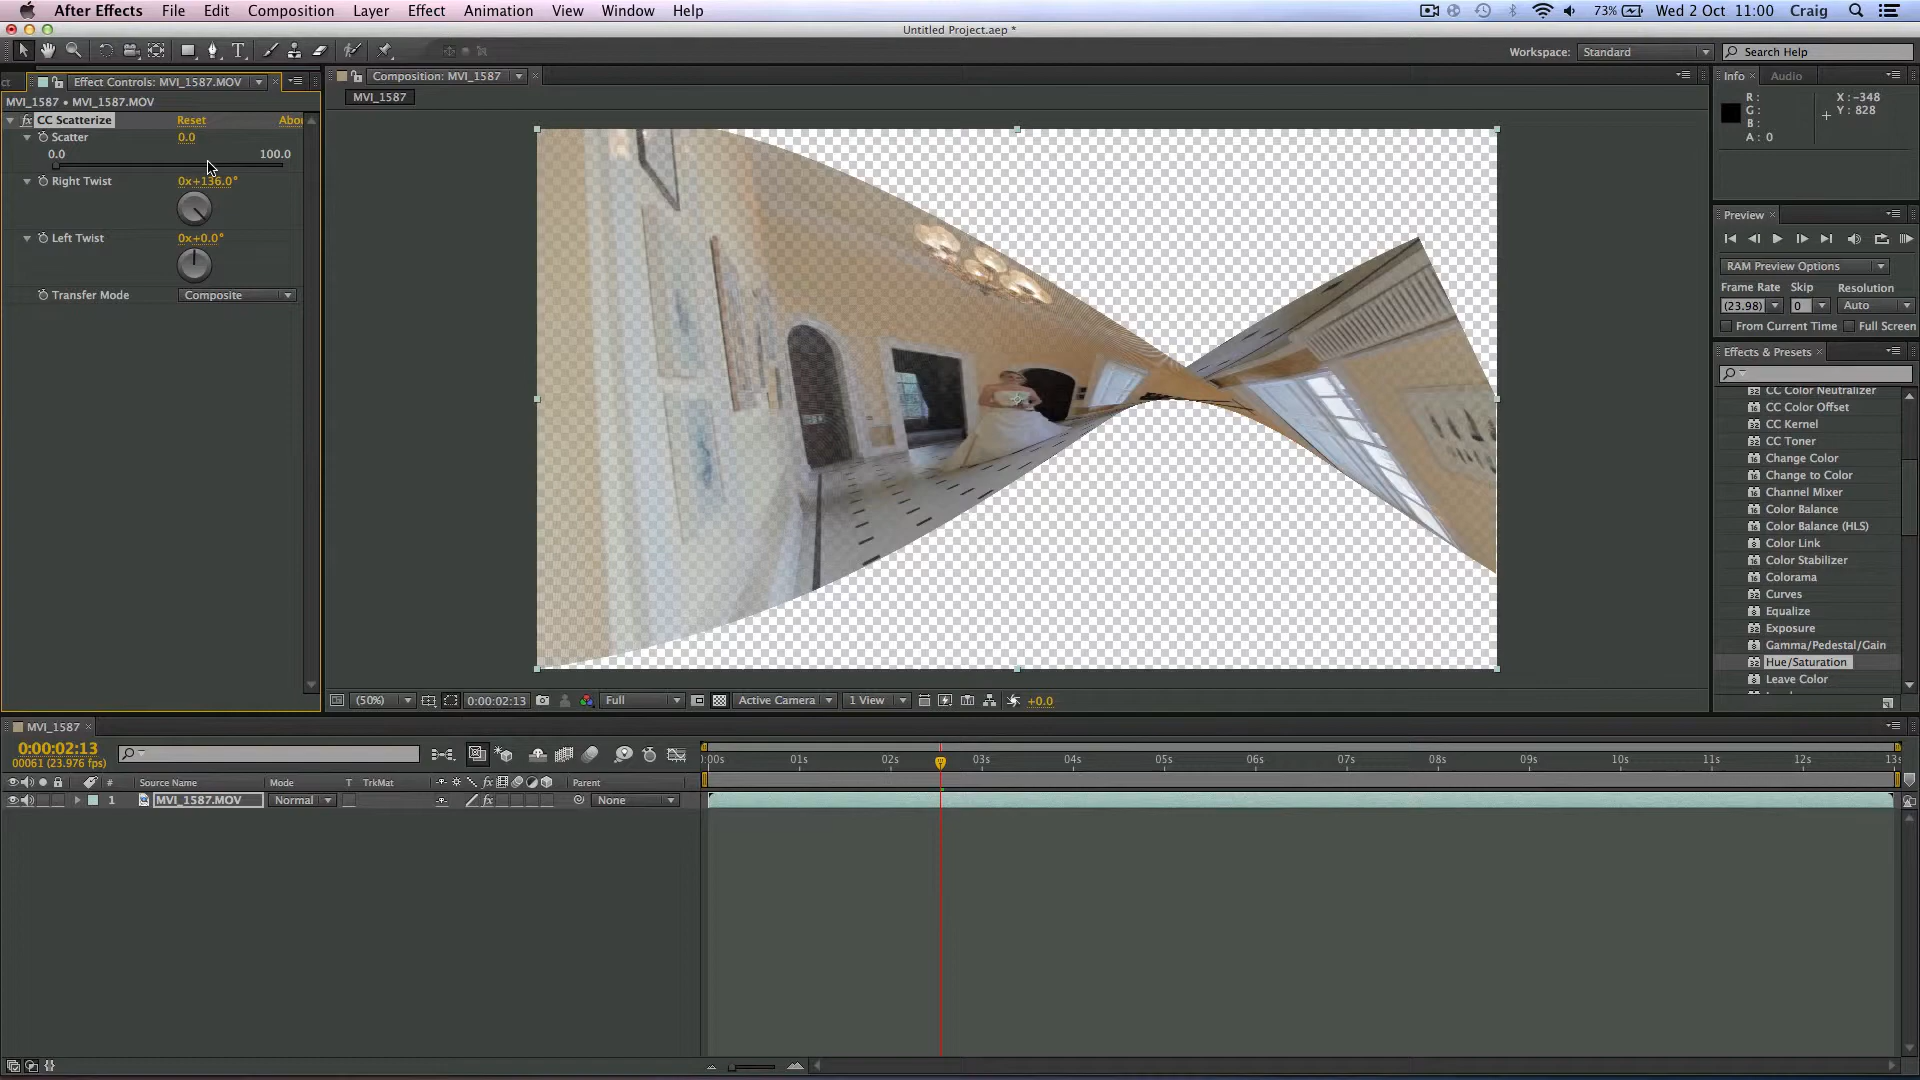 After Effects File Edit Composition Layer Effect Animation View Window Help 73% Wed 2 Oct 11:00 Craig
Untitled Project.aep *
T Workspace: Standard Search Help
Effect Controls: MVI_1587.MOV Composition: MVI_1587 Info Audio
MVI_1587 • MVI_1587.MOV MVI_1587
fx CC Scatterize Reset Abou
Scatter 0.0
0.0 100.0
Right Twist 0x+136.0°
Left Twist 0x+0.0°
Transfer Mode Composite
R : X : -348
G : Y : 828
B :
A : 0
Preview
RAM Preview Options
Frame Rate Skip Resolution
(23.98) 0 Auto
From Current Time Full Screen
Effects & Presets
CC Color Neutralizer
CC Color Offset
CC Kernel
CC Toner
Change Color
Change to Color
Channel Mixer
Color Balance
Color Balance (HLS)
Color Link
Color Stabilizer
Colorama
Curves
Equalize
Exposure
Gamma/Pedestal/Gain
Hue/Saturation
Leave Color
(50%) 0:00:02:13 Full Active Camera 1 View +0.0
MVI_1587
0:00:02:13
00061 (23.976 fps)
:00s 01s 02s 03s 04s 05s 06s 07s 08s 09s 10s 11s 12s 13s
# Source Name Mode T TrkMat fx Parent
1 MVI_1587.MOV Normal fx None